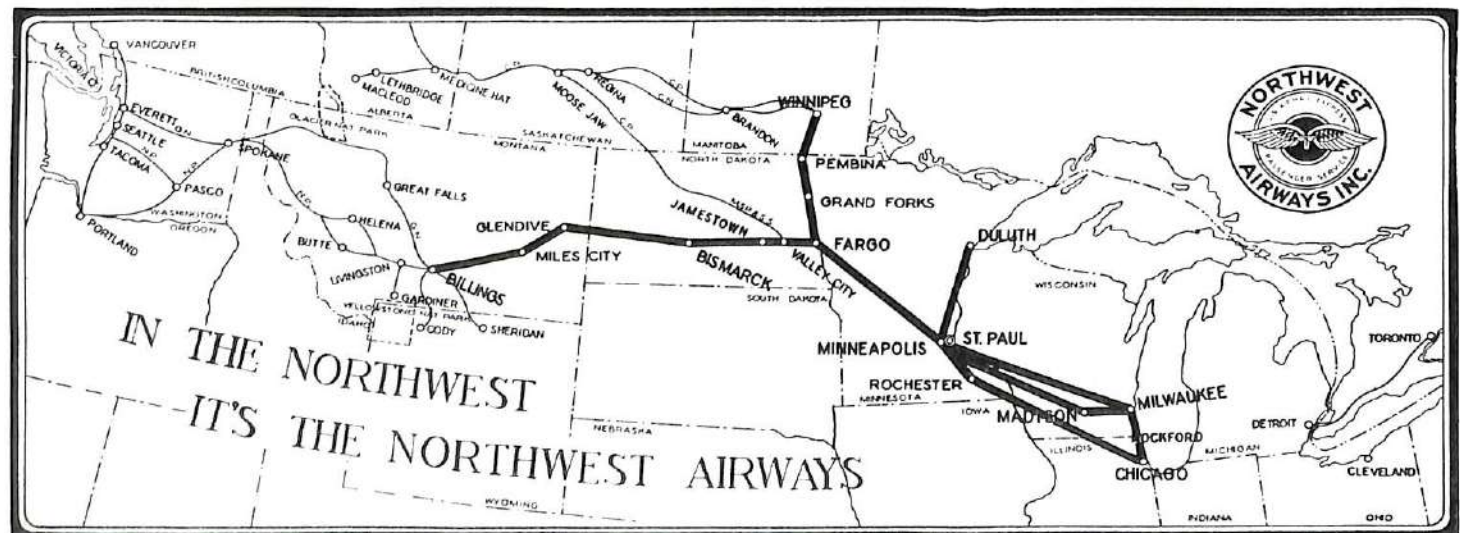 VANCOUVER
VICTORIA
BRITISH COLUMBIA
LETHBRIDGE
MACLEOD
MEDICINE HAT
ALBERTA
C.P.
MOOSE JAW
REGINA
C.P.
C.N.
C.P.
BRANDON
WINNIPEG
SASKATCHEWAN
MANITOBA
MONTANA
NORTH DAKOTA
PEMBINA
GRAND FORKS
FARGO
EVERETT
G.N.
SEATTLE
TACOMA
N.P.
N.P.
SPOKANE
GLACIER NAT PARK
PASCO
WASHINGTON
OREGON
PORTLAND
GREAT FALLS
N.P.
HELENA
G.N.
BUTTE
LIVINGSTON
BILLINGS
GARDINER
YELLOWSTONE NAT PARK
IDAHO
CODY
SHERIDAN
GLENDIVE
MILES CITY
JAMESTOWN
BISMARCK
VALLEY CITY
SOUTH DAKOTA
DULUTH
WISCONSIN
MINNEAPOLIS
ST. PAUL
ROCHESTER
MINNESOTA
IOWA
MADISON
MILWAUKEE
ROCKFORD
ILLINOIS
CHICAGO
MICHIGAN
INDIANA
OHIO
DETROIT
CLEVELAND
TORONTO
NEBRASKA
WYOMING
NORTHWEST
AIRWAYS INC.
PASSENGER SERVICE
IN THE NORTHWEST
IT'S THE NORTHWEST AIRWAYS